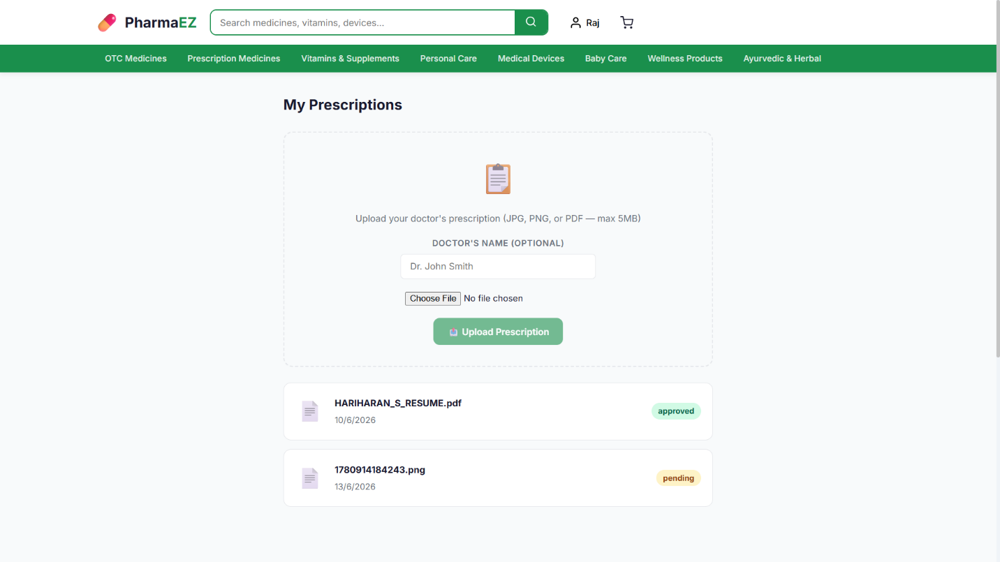 PharmaEZ
Search medicines, vitamins, devices...
Raj
OTC Medicines Prescription Medicines Vitamins & Supplements Personal Care Medical Devices Baby Care Wellness Products Ayurvedic & Herbal
My Prescriptions
Upload your doctor's prescription (JPG, PNG, or PDF — max 5MB)
DOCTOR'S NAME (OPTIONAL)
Dr. John Smith
Choose File No file chosen
Upload Prescription
HARIHARAN_S_RESUME.pdf
10/6/2026
approved
1780914184243.png
13/6/2026
pending